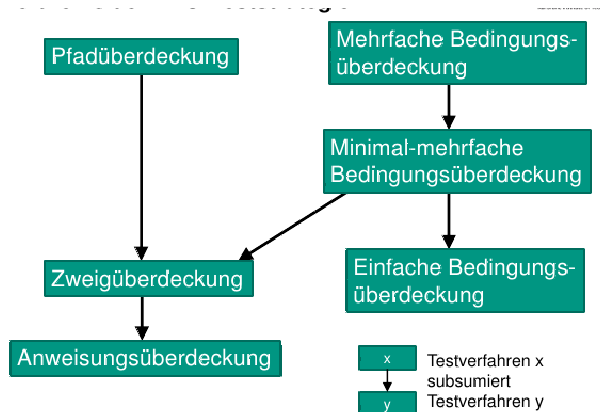 Pfadüberdeckung
Mehrfache Bedingungs-
überdeckung
Minimal-mehrfache
Bedingungsüberdeckung
Zweigüberdeckung
Einfache Bedingungs-
überdeckung
Anweisungsüberdeckung
x
Testverfahren x
subsumiert
y
Testverfahren y